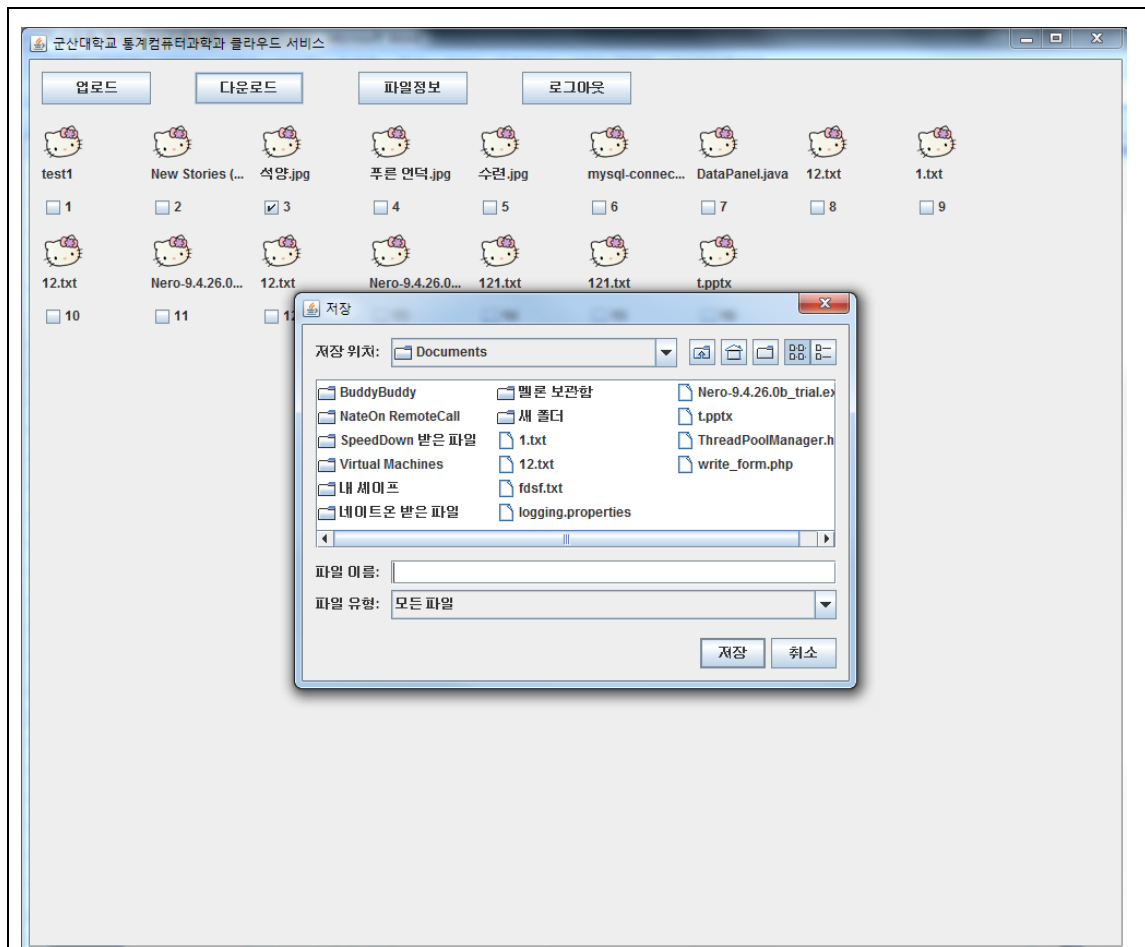 군산대학교 통계컴퓨터과학과 클라우드 서비스
업로드 다운로드 파일정보 로그아웃
test1 New Stories (... 석양.jpg 푸른 언덕.jpg 수련.jpg mysql-connec... DataPanel.java 12.txt 1.txt
1 2 3 4 5 6 7 8 9
12.txt Nero-9.4.26.0... 12.txt Nero-9.4.26.0... 121.txt 121.txt t.pptx
10 11
저장
저장 위치: Documents
BuddyBuddy 멜론 보관함 Nero-9.4.26.0b_trial.ex
NateOn RemoteCall 새 폴더 t.pptx
SpeedDown 받은 파일 1.txt ThreadPoolManager.h
Virtual Machines 12.txt write_form.php
내 셰이프 fdsf.txt
네이트온 받은 파일 logging.properties
파일 이름:
파일 유형: 모든 파일
저장 취소